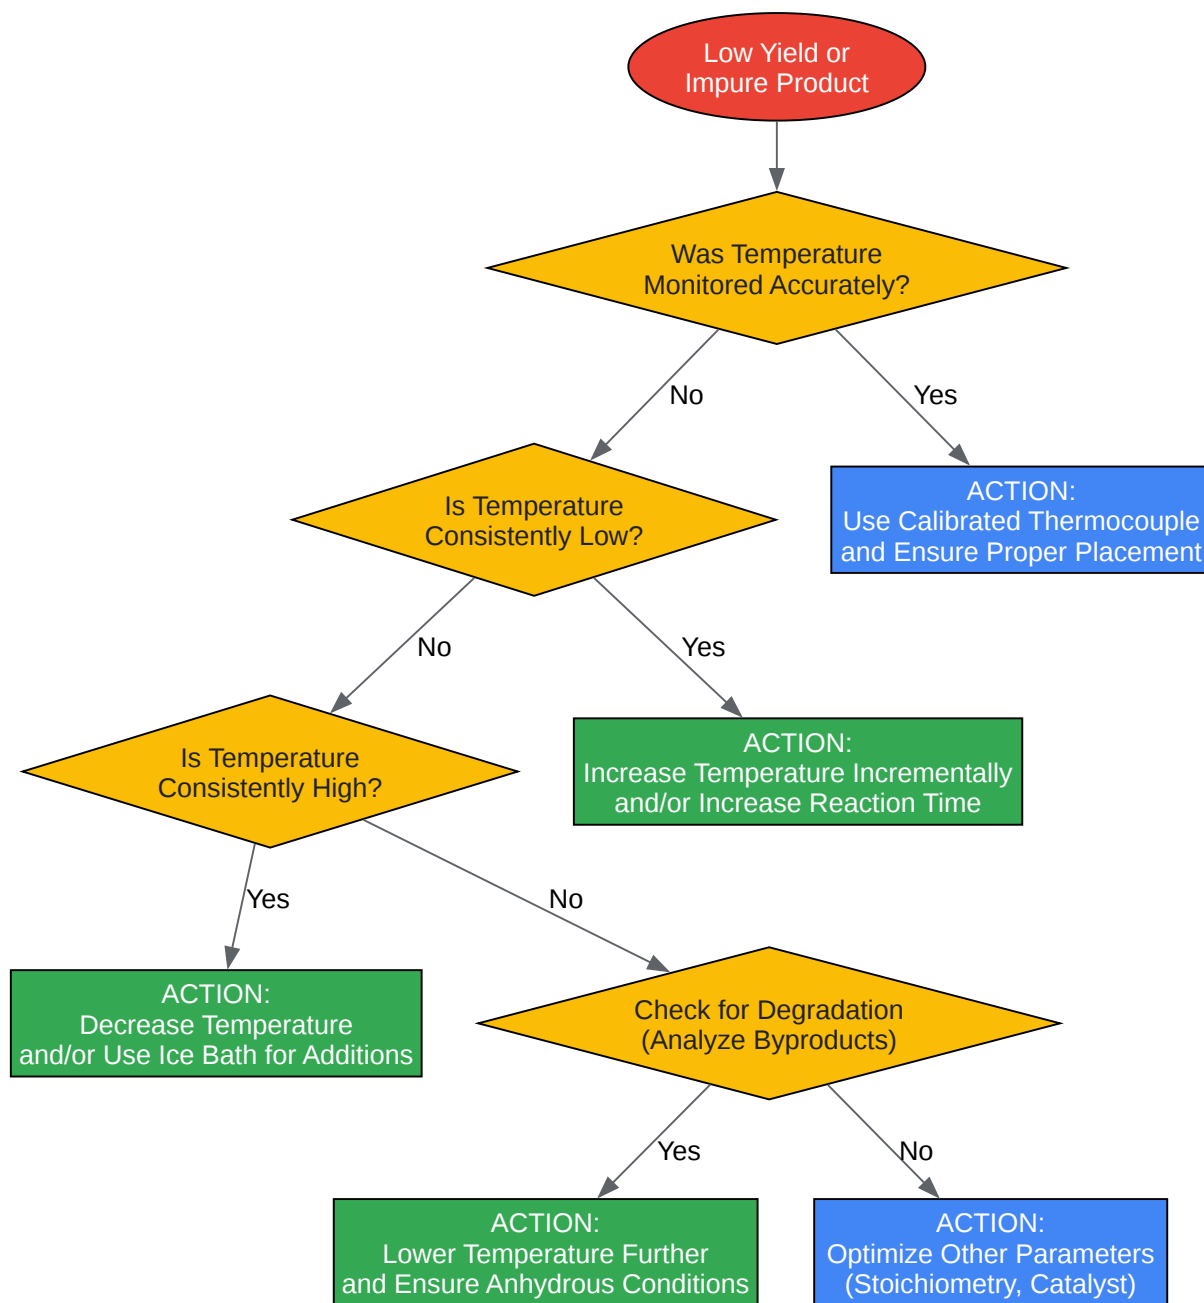 Low Yield or
Impure Product
Was Temperature
Monitored Accurately?
No
Yes
Is Temperature
Consistently Low?
ACTION:
Use Calibrated Thermocouple
and Ensure Proper Placement
No
Yes
Is Temperature
Consistently High?
ACTION:
Increase Temperature Incrementally
and/or Increase Reaction Time
Yes
No
ACTION:
Decrease Temperature
and/or Use Ice Bath for Additions
Check for Degradation
(Analyze Byproducts)
Yes
No
ACTION:
Lower Temperature Further
and Ensure Anhydrous Conditions
ACTION:
Optimize Other Parameters
(Stoichiometry, Catalyst)